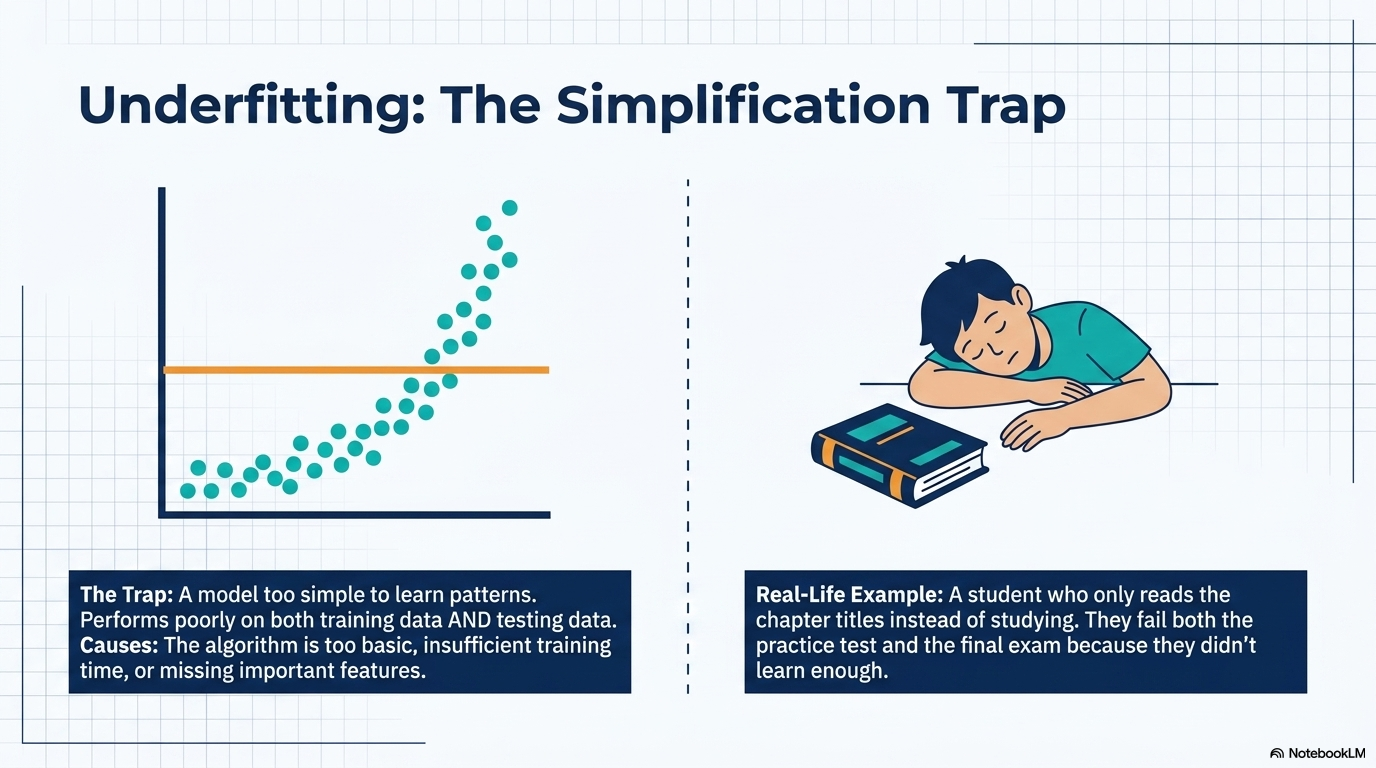 Underfitting: The Simplification Trap
The Trap: A model too simple to learn patterns.
Performs poorly on both training data AND testing data.
Causes: The algorithm is too basic, insufficient training
time, or missing important features.
Real-Life Example: A student who only reads the
chapter titles instead of studying. They fail both the
practice test and the final exam because they didn't
learn enough.
NotebookLM